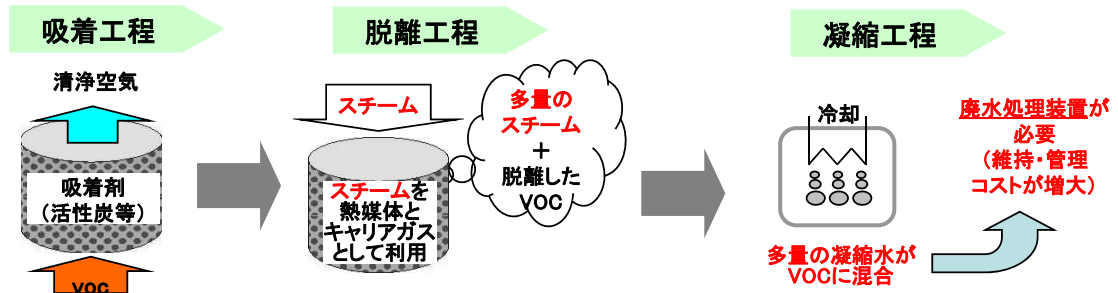 吸着工程
清浄空気
吸着剤
（活性炭等）
VOC
脱離工程
スチーム
スチームを
熱媒体と
キャリアガス
として利用
多量の
スチーム
＋
脱離した
VOC
凝縮工程
冷却
多量の凝縮水が
VOCに混合
廃水処理装置が
必要
（維持・管理
コストが増大）